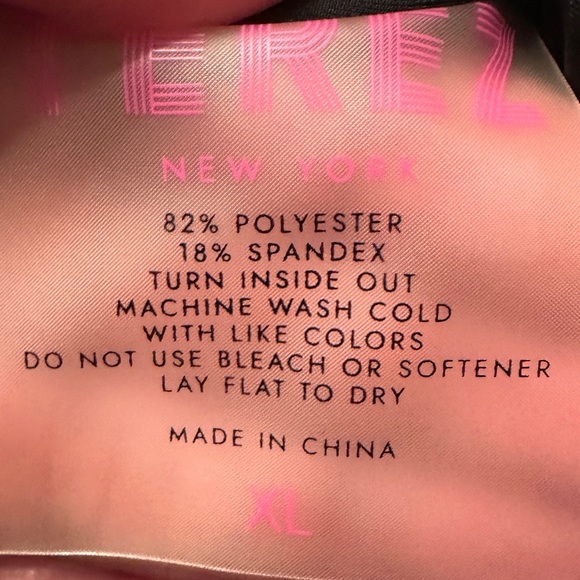 TEREZ
NEW YORK
82% POLYESTER
18% SPANDEX
TURN INSIDE OUT
MACHINE WASH COLD
WITH LIKE COLORS
DO NOT USE BLEACH OR SOFTENER
LAY FLAT TO DRY
MADE IN CHINA
XL